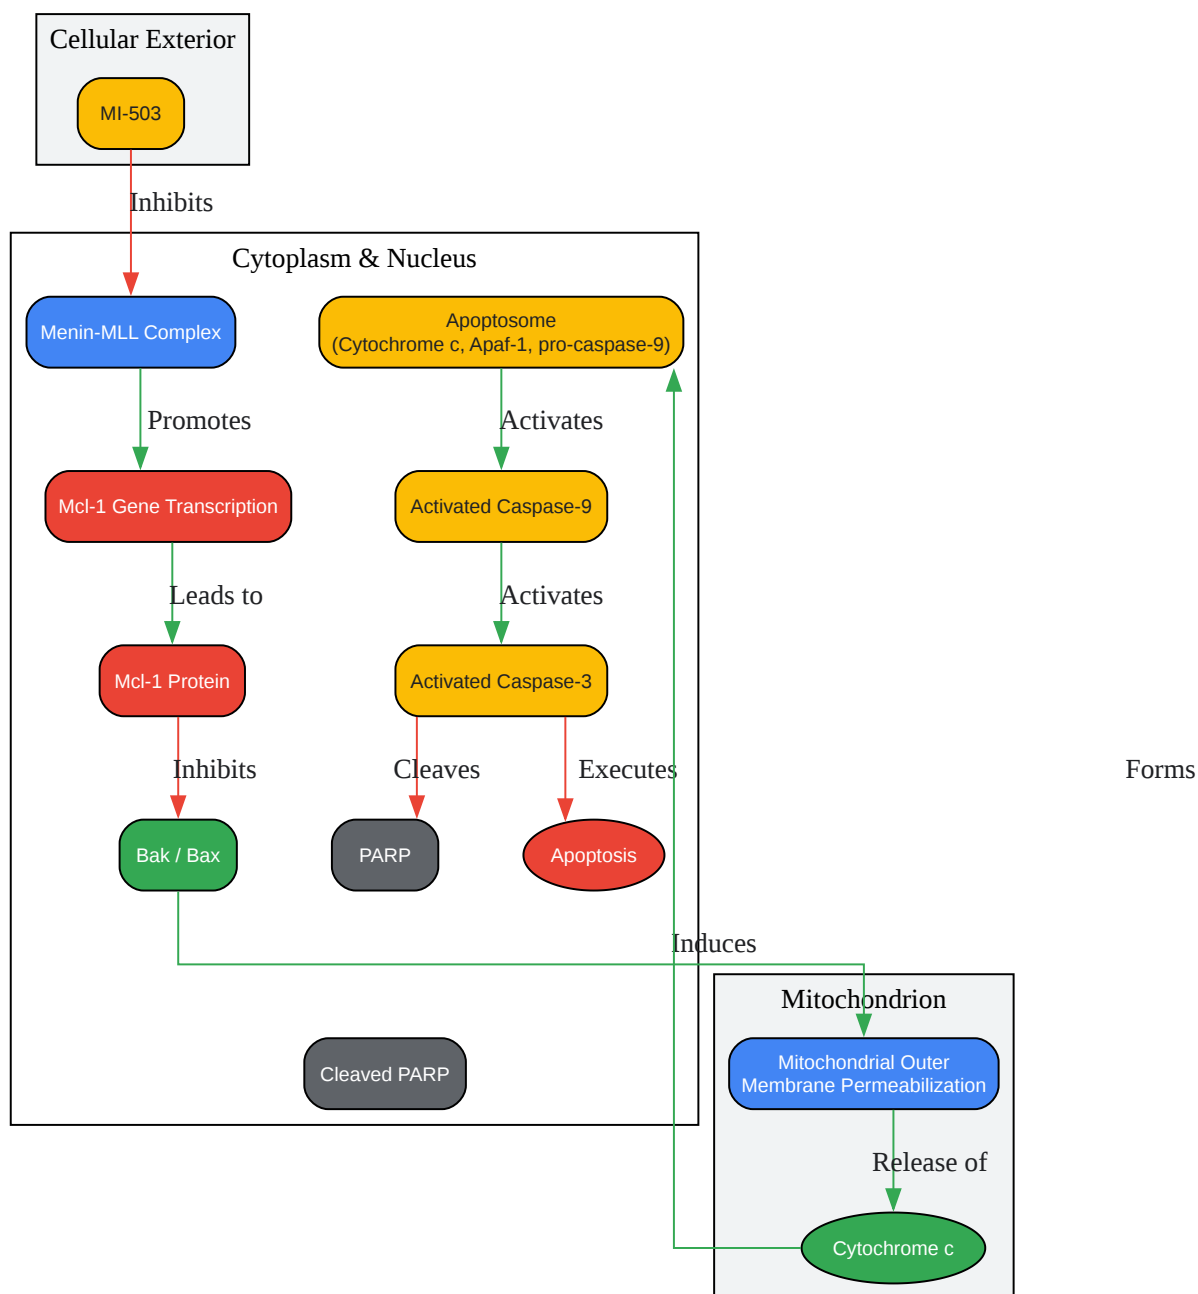 Cellular Exterior
MI-503
Inhibits
Cytoplasm & Nucleus
Menin-MLL Complex
Apoptosome
(Cytochrome c, Apaf-1, pro-caspase-9)
Promotes
Activates
Mcl-1 Gene Transcription
Activated Caspase-9
Leads to
Activates
Mcl-1 Protein
Activated Caspase-3
Inhibits
Cleaves
Executes
Forms
Bak / Bax
PARP
Apoptosis
Induces
Mitochondrion
Cleaved PARP
Mitochondrial Outer
Membrane Permeabilization
Release of
Cytochrome c